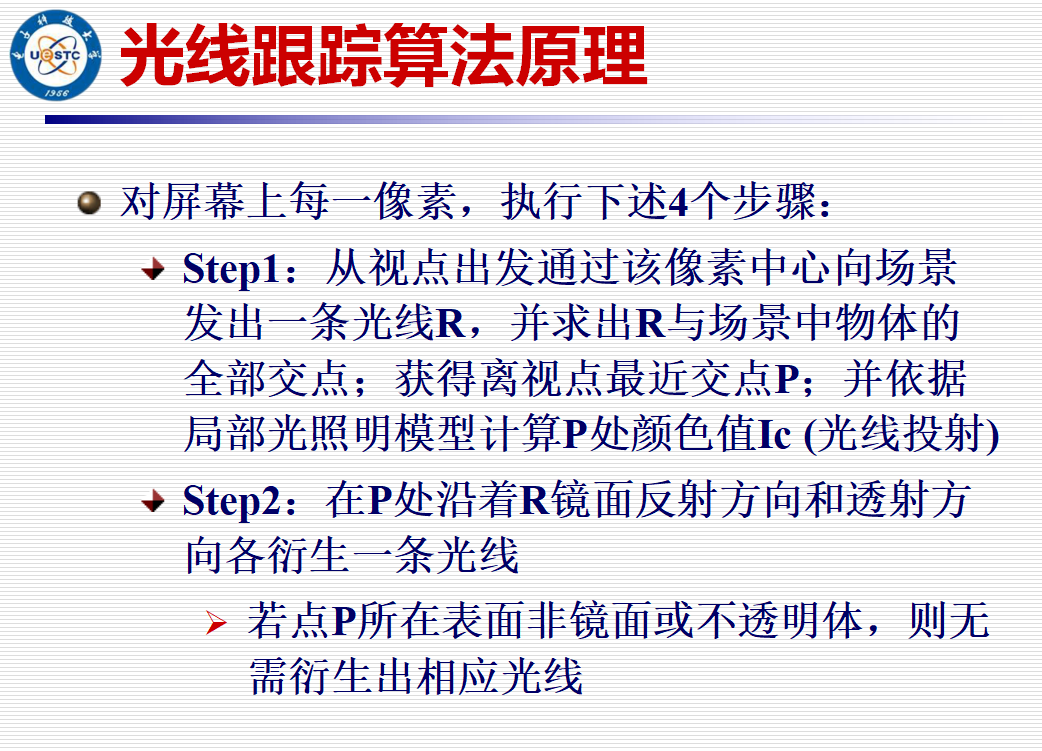 UESTC
1956
光线跟踪算法原理
对屏幕上每一像素，执行下述4个步骤：
Step1：从视点出发通过该像素中心向场景
发出一条光线R，并求出R与场景中物体的
全部交点；获得离视点最近交点P；并依据
局部光照明模型计算P处颜色值Ic (光线投射)
Step2：在P处沿着R镜面反射方向和透射方
向各衍生一条光线
若点P所在表面非镜面或不透明体，则无
需衍生出相应光线